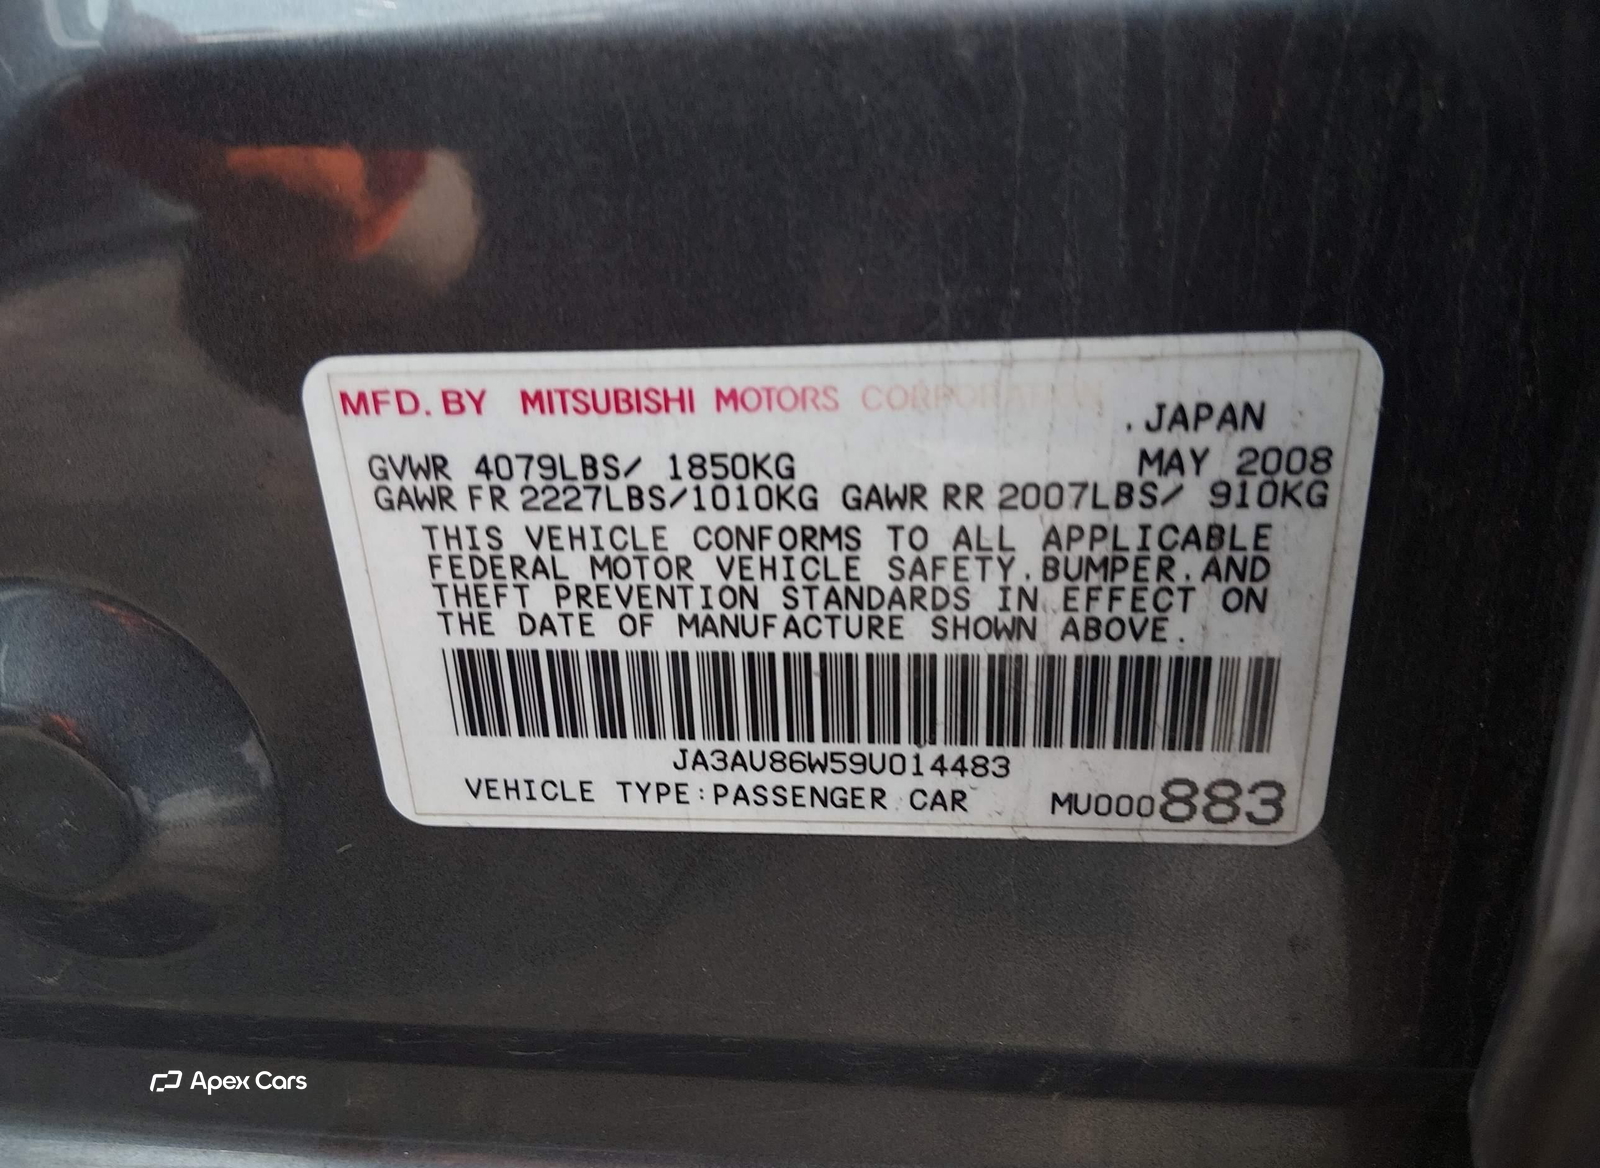 MFD. BY MITSUBISHI MOTORS CORPORATION
.JAPAN
GVWR 4079LBS/ 1850KG MAY 2008
GAWR FR 2227LBS/1010KG GAWR RR 2007LBS/ 910KG
THIS VEHICLE CONFORMS TO ALL APPLICABLE
FEDERAL MOTOR VEHICLE SAFETY,BUMPER,AND
THEFT PREVENTION STANDARDS IN EFFECT ON
THE DATE OF MANUFACTURE SHOWN ABOVE.
JA3AU86W59U014483
VEHICLE TYPE:PASSENGER CAR MU000883
Apex Cars